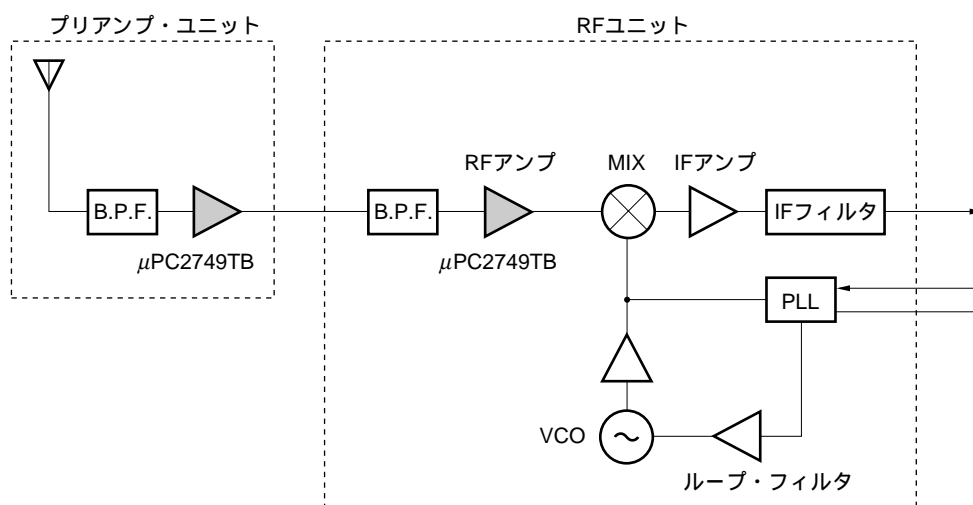 プリアンプ・ユニット
RFユニット
RFアンプ
MIX
IFアンプ
B.P.F.
B.P.F.
IFフィルタ
μPC2749TB
μPC2749TB
PLL
VCO
ループ・フィルタ